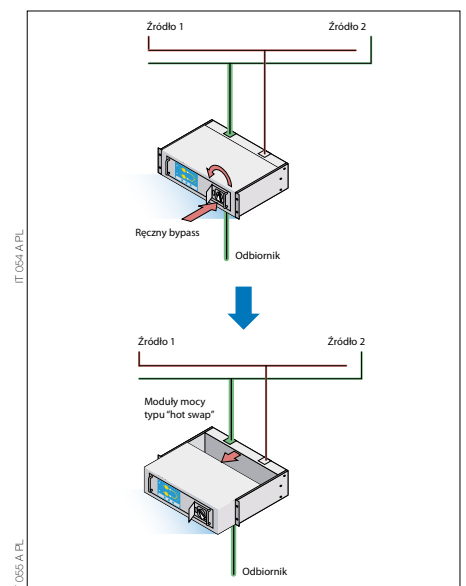 Źródło 1
Źródło 2
Ręczny bypass
Odbiornik
IT 054 A PL
Źródło 1
Źródło 2
Moduły mocy
typu “hot swap”
Odbiornik
055 A PL